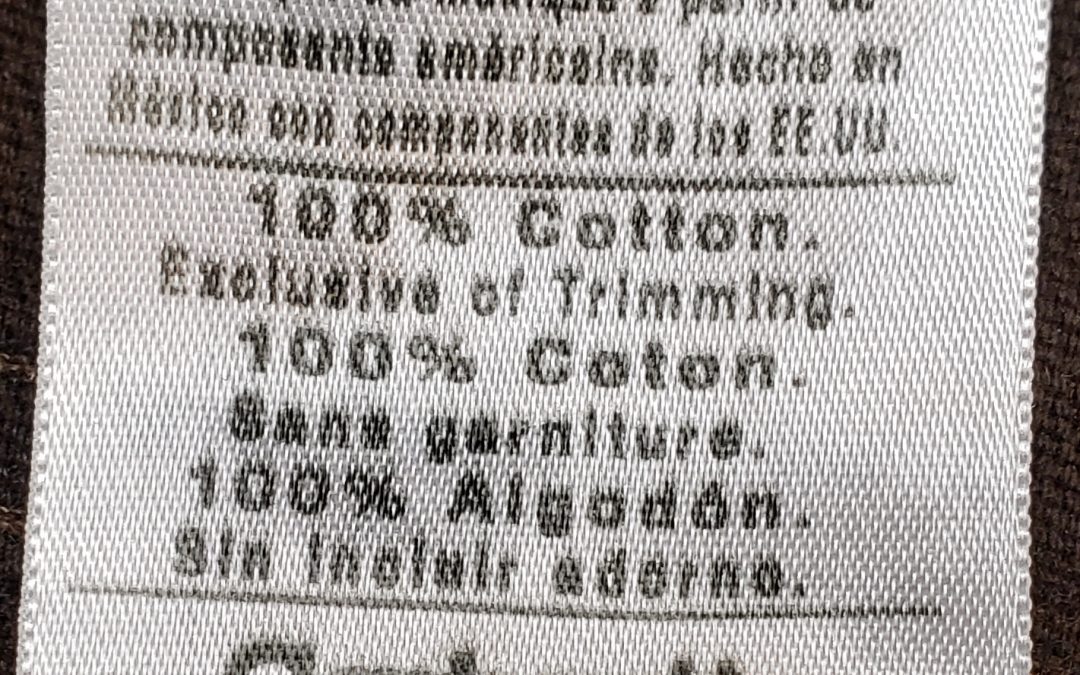 composants américains. Hecho en
México con componentes de los EE.UU
100% Cotton.
Exclusive of Trimming.
100% Coton.
Sans garniture.
100% Algodón.
Sin incluir adorno.